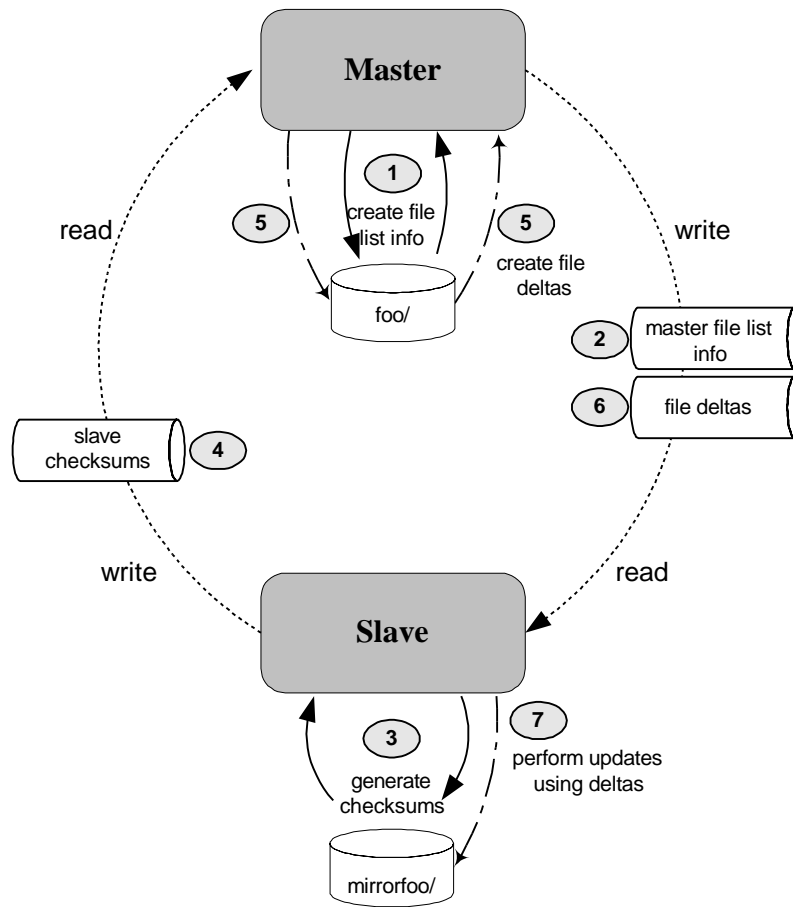 Master
1
create file
list info
5
5
create file
deltas
foo/
read
write
2
master file list
info
6
file deltas
slave
checksums
4
write
read
Slave
3
generate
checksums
7
perform updates
using deltas
mirrorfoo/